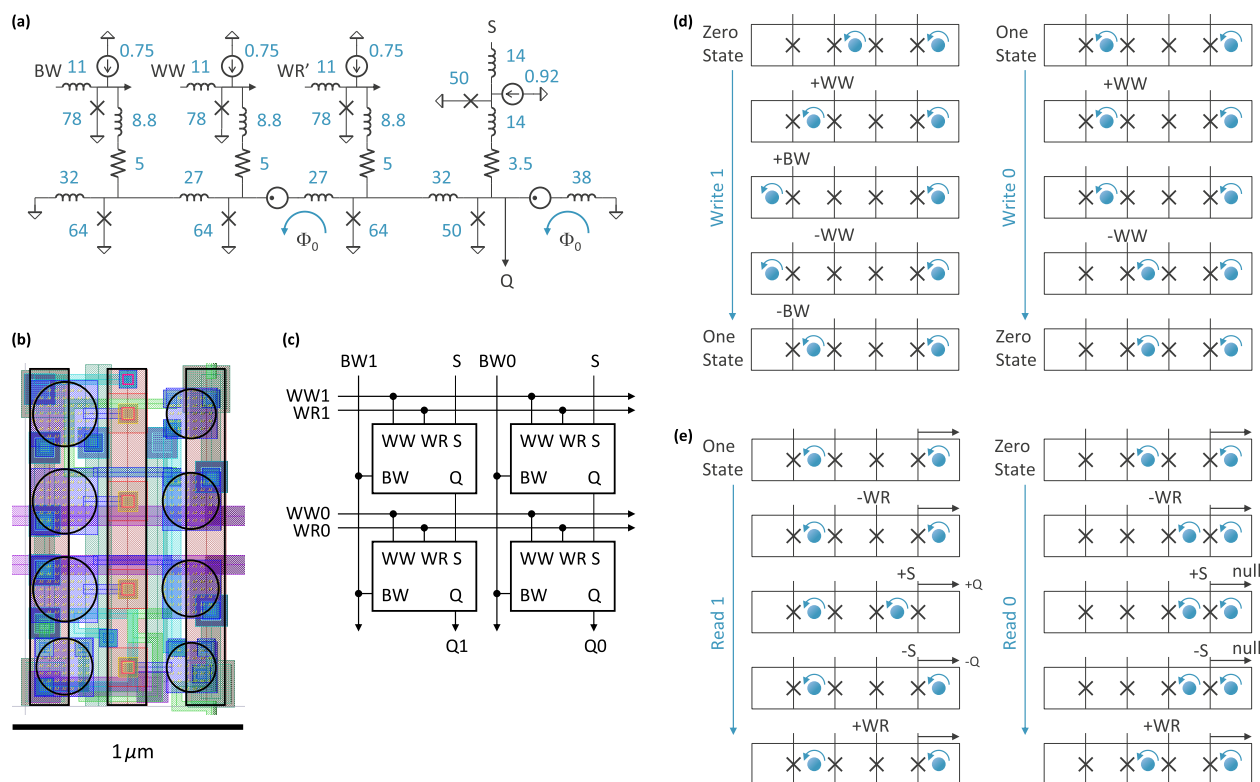 (a)
S
0.75
0.75
0.75
BW 11
WW 11
WR′ 11
14
50
0.92
78
8.8
78
8.8
78
8.8
14
5
5
5
3.5
32
27
27
32
38
64
64
64
50
Φ0
Φ0
Q
(b)
1 μm
(c)
BW1
S
BW0
S
WW1
WR1
WW WR S
WW WR S
BW
Q
BW
Q
WW0
WR0
WW WR S
WW WR S
BW
Q
BW
Q
Q1
Q0
(d)
Zero
State
One
State
+WW
+WW
+BW
Write 1
Write 0
-WW
-WW
-BW
One
State
Zero
State
(e)
One
State
Zero
State
-WR
-WR
+S
+Q
+S
null
Read 1
Read 0
-S
-Q
-S
null
+WR
+WR